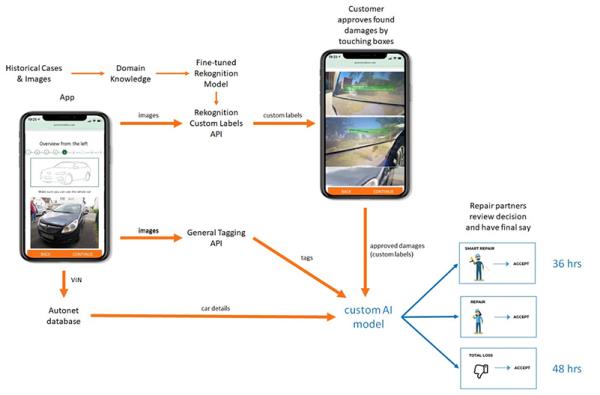 Customer
approves found
damages by
touching boxes
Historical Cases
& Images
Domain
Knowledge
Fine-tuned
Rekognition
Model
App
images
Rekognition
Custom Labels
API
custom labels
19:25
Overview from the left
Make sure you can see the whole car
BACK
CONTINUE
BACK
CONTINUE
images
General Tagging
API
tags
approved damages
(custom labels)
Repair partners
review decision
and have final say
SMART REPAIR
ACCEPT
36 hrs
VIN
Autonet
database
car details
custom AI
model
REPAIR
ACCEPT
TOTAL LOSS
ACCEPT
48 hrs